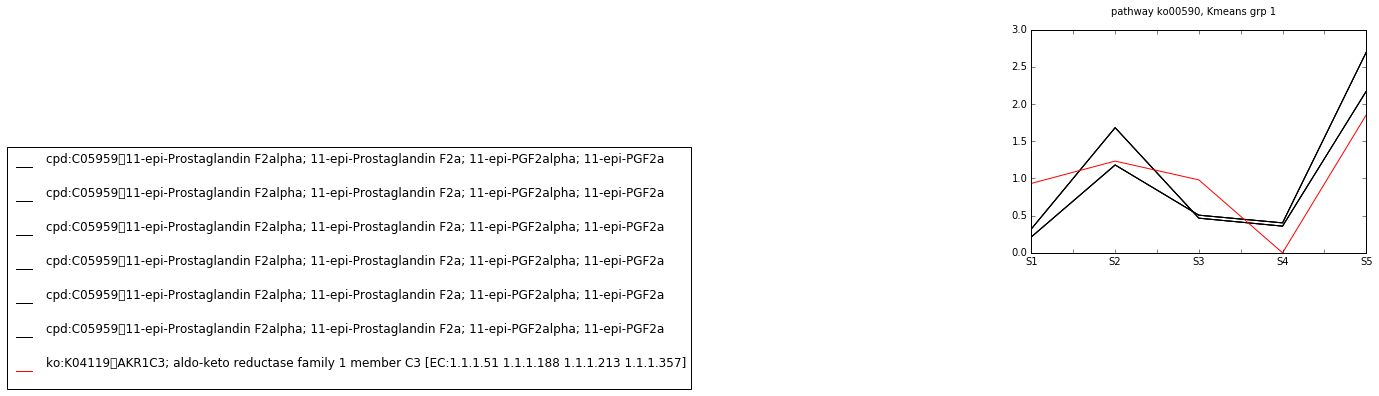 pathway ko00590, Kmeans grp 1
3.0
2.5
2.0
1.5
1.0
0.5
0.0
S1 S2 S3 S4 S5
cpd:C05959▯11-epi-Prostaglandin F2alpha; 11-epi-Prostaglandin F2a; 11-epi-PGF2alpha; 11-epi-PGF2a
cpd:C05959▯11-epi-Prostaglandin F2alpha; 11-epi-Prostaglandin F2a; 11-epi-PGF2alpha; 11-epi-PGF2a
cpd:C05959▯11-epi-Prostaglandin F2alpha; 11-epi-Prostaglandin F2a; 11-epi-PGF2alpha; 11-epi-PGF2a
cpd:C05959▯11-epi-Prostaglandin F2alpha; 11-epi-Prostaglandin F2a; 11-epi-PGF2alpha; 11-epi-PGF2a
cpd:C05959▯11-epi-Prostaglandin F2alpha; 11-epi-Prostaglandin F2a; 11-epi-PGF2alpha; 11-epi-PGF2a
cpd:C05959▯11-epi-Prostaglandin F2alpha; 11-epi-Prostaglandin F2a; 11-epi-PGF2alpha; 11-epi-PGF2a
ko:K04119▯AKR1C3; aldo-keto reductase family 1 member C3 [EC:1.1.1.51 1.1.1.188 1.1.1.213 1.1.1.357]